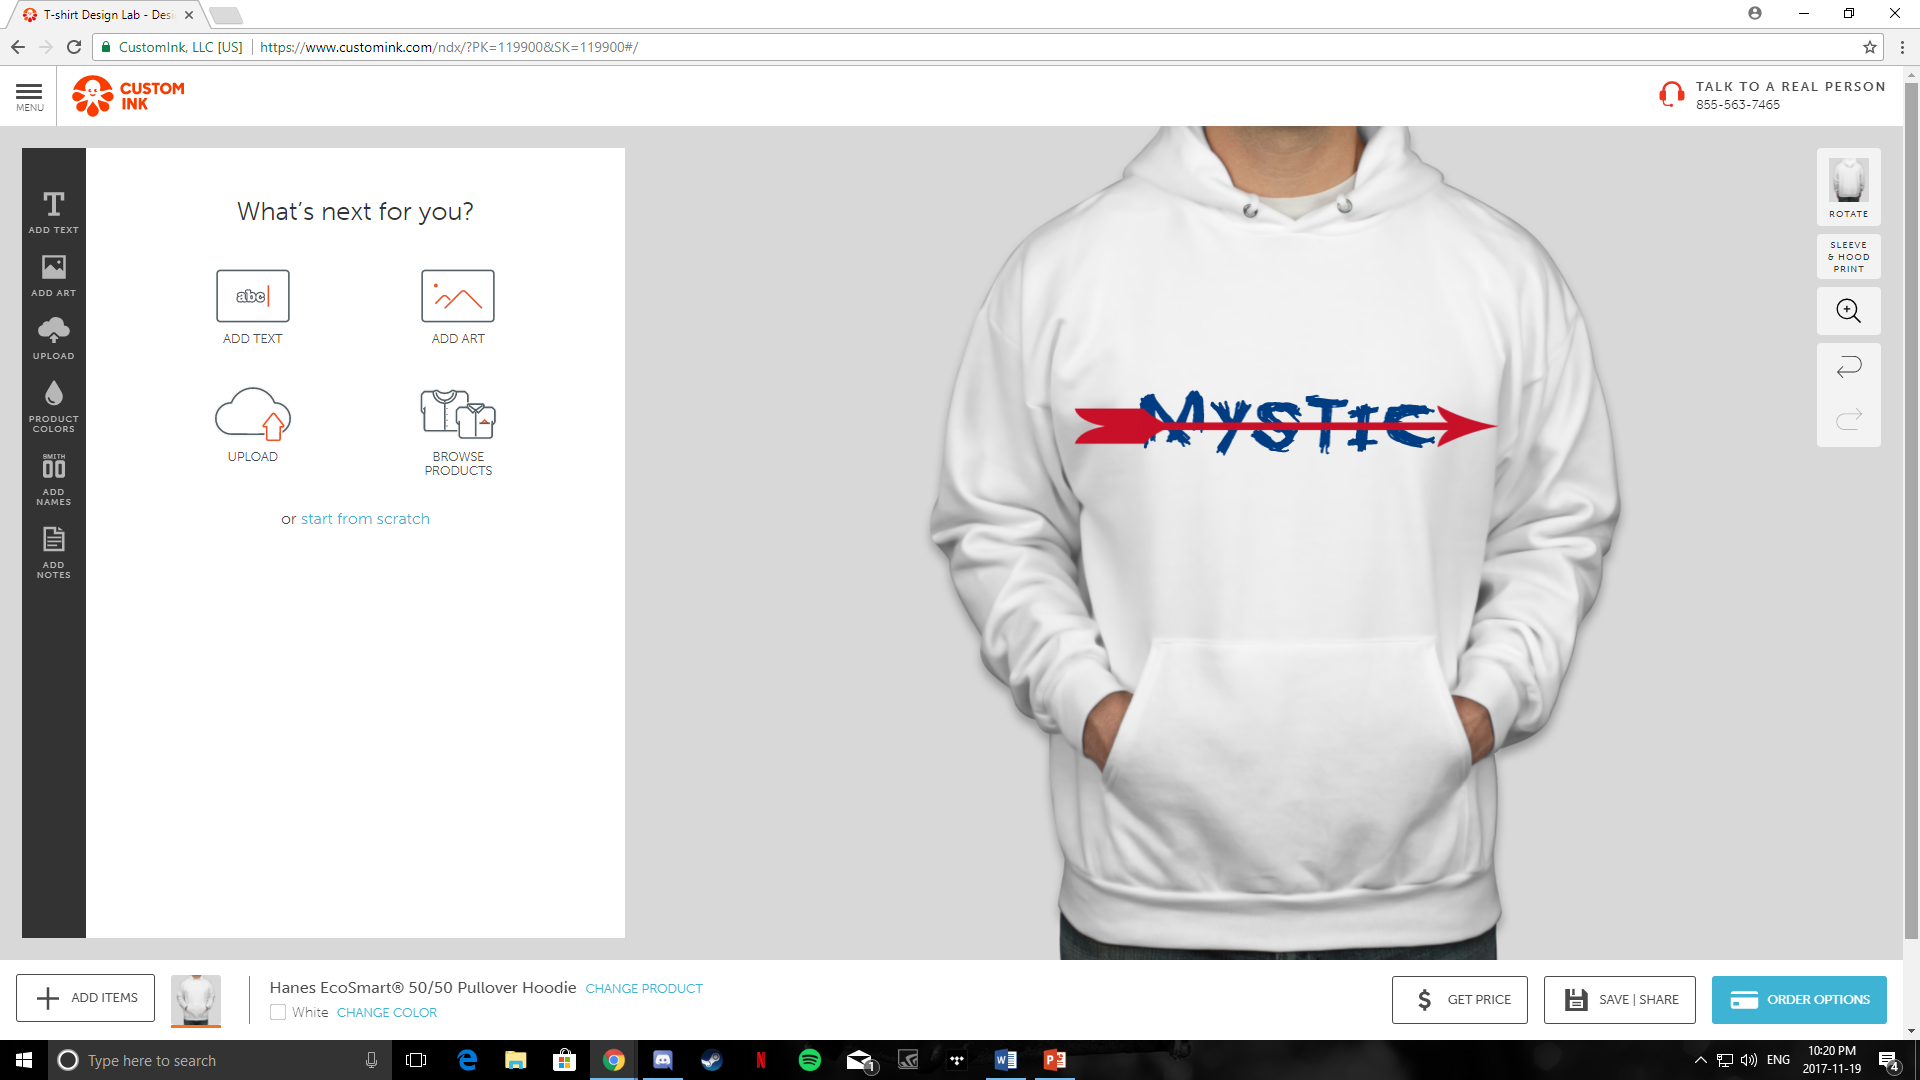 T-shirt Design Lab - Desi
CustomInk, LLC [US]
https://www.customink.com/ndx/?PK=119900&SK=119900#/
MENU
CUSTOM
INK
TALK TO A REAL PERSON
855-563-7465
ADD TEXT
ADD ART
UPLOAD
PRODUCT
COLORS
SMITH
00
ADD
NAMES
ADD
NOTES
What's next for you?
abc
ADD TEXT
ADD ART
UPLOAD
BROWSE
PRODUCTS
or start from scratch
MYSTIC
ROTATE
SLEEVE
& HOOD
PRINT
ADD ITEMS
Hanes EcoSmart® 50/50 Pullover Hoodie CHANGE PRODUCT
White CHANGE COLOR
$ GET PRICE
SAVE | SHARE
ORDER OPTIONS
Type here to search
1
ENG
10:20 PM
2017-11-19
4